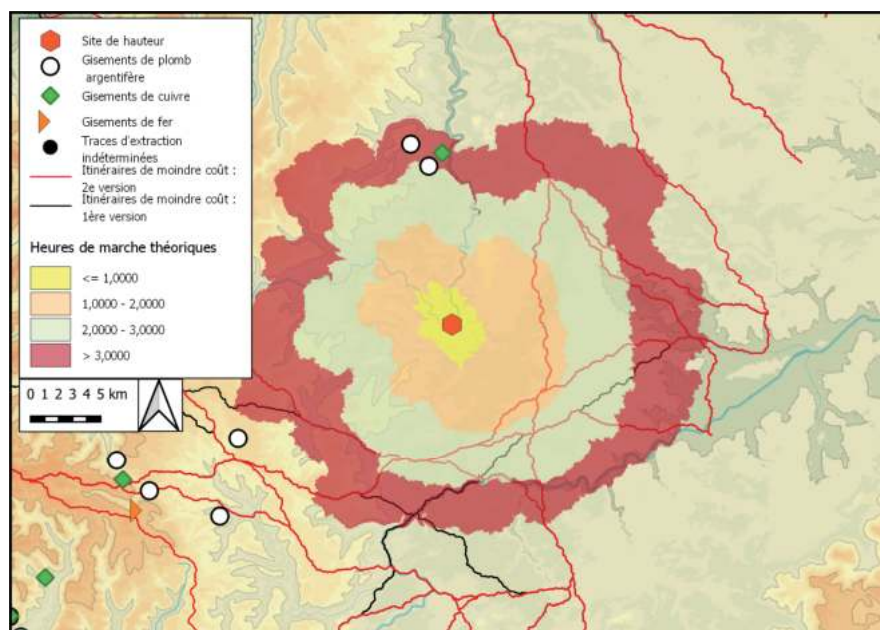 Site de hauteur
Gisements de plomb
argentifère
Gisements de cuivre
Gisements de fer
Traces d'extraction
indéterminées
Itinéraires de moindre coût :
2e version
Itinéraires de moindre coût :
1ère version
Heures de marche théoriques
<= 1,0000
1,0000 - 2,0000
2,0000 - 3,0000
> 3,0000
0 1 2 3 4 5 km